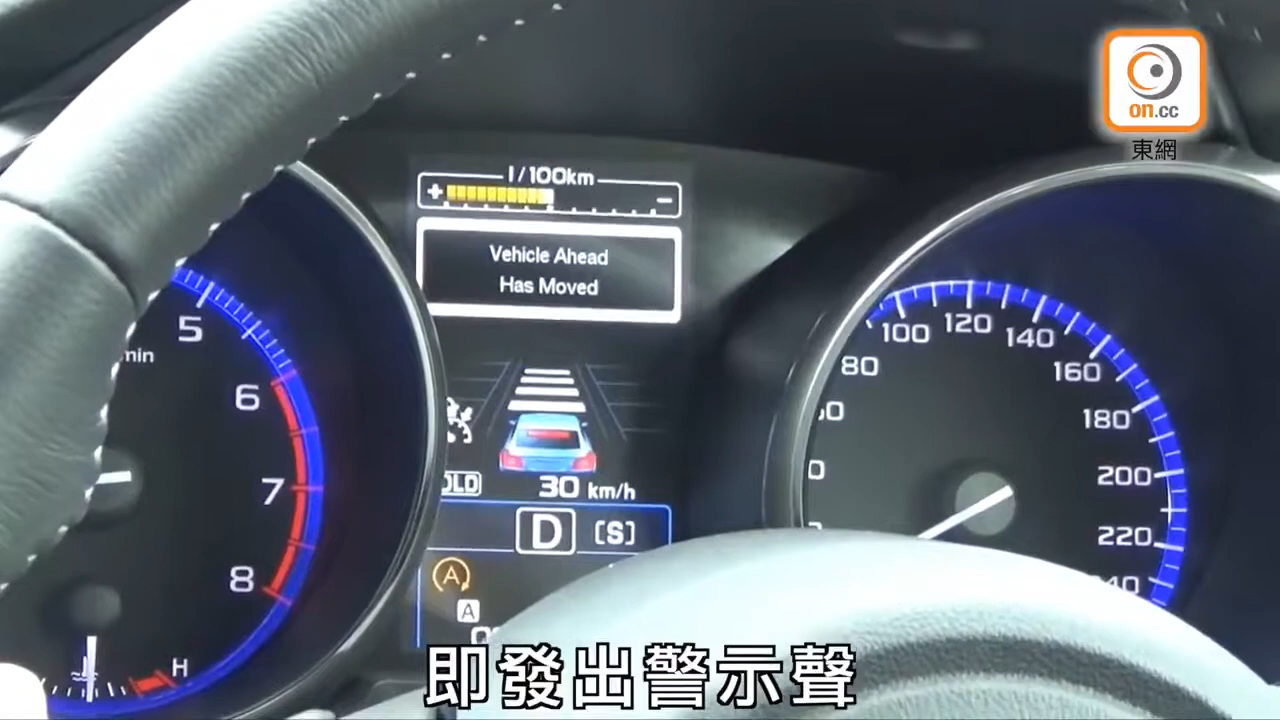 on.cc
東網
l/100km
+ −
Vehicle Ahead
Has Moved
5
min
6
7
8
H
30 km/h
D [S]
A
A
80
100
120
140
160
180
200
220
即發出警示聲